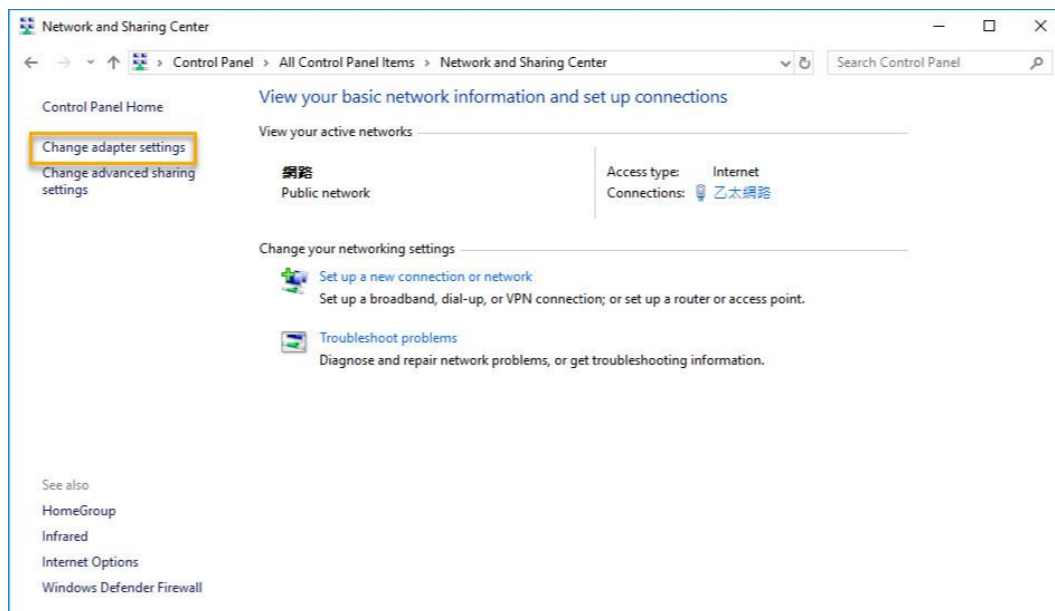 Network and Sharing Center
Control Panel > All Control Panel Items > Network and Sharing Center
Search Control Panel
Control Panel Home
Change adapter settings
Change advanced sharing
settings
View your basic network information and set up connections
View your active networks
網路
Public network
Access type: Internet
Connections: 乙太網路
Change your networking settings
Set up a new connection or network
Set up a broadband, dial-up, or VPN connection; or set up a router or access point.
Troubleshoot problems
Diagnose and repair network problems, or get troubleshooting information.
See also
HomeGroup
Infrared
Internet Options
Windows Defender Firewall